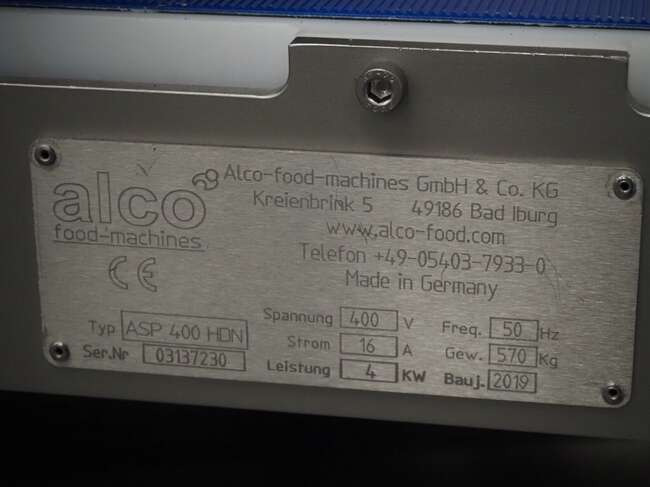 alco
food-machines
CE
Alco-food-machines GmbH & Co. KG
Kreienbrink 5 49186 Bad Iburg
www.alco-food.com
Telefon +49-05403-7933-0
Made in Germany
Typ ASP 400 HDN
Ser.Nr 03137230
Spannung 400 V
Strom 16 A
Leistung 4 KW
Freq. 50 Hz
Gew. 570 Kg
Bauj. 2019